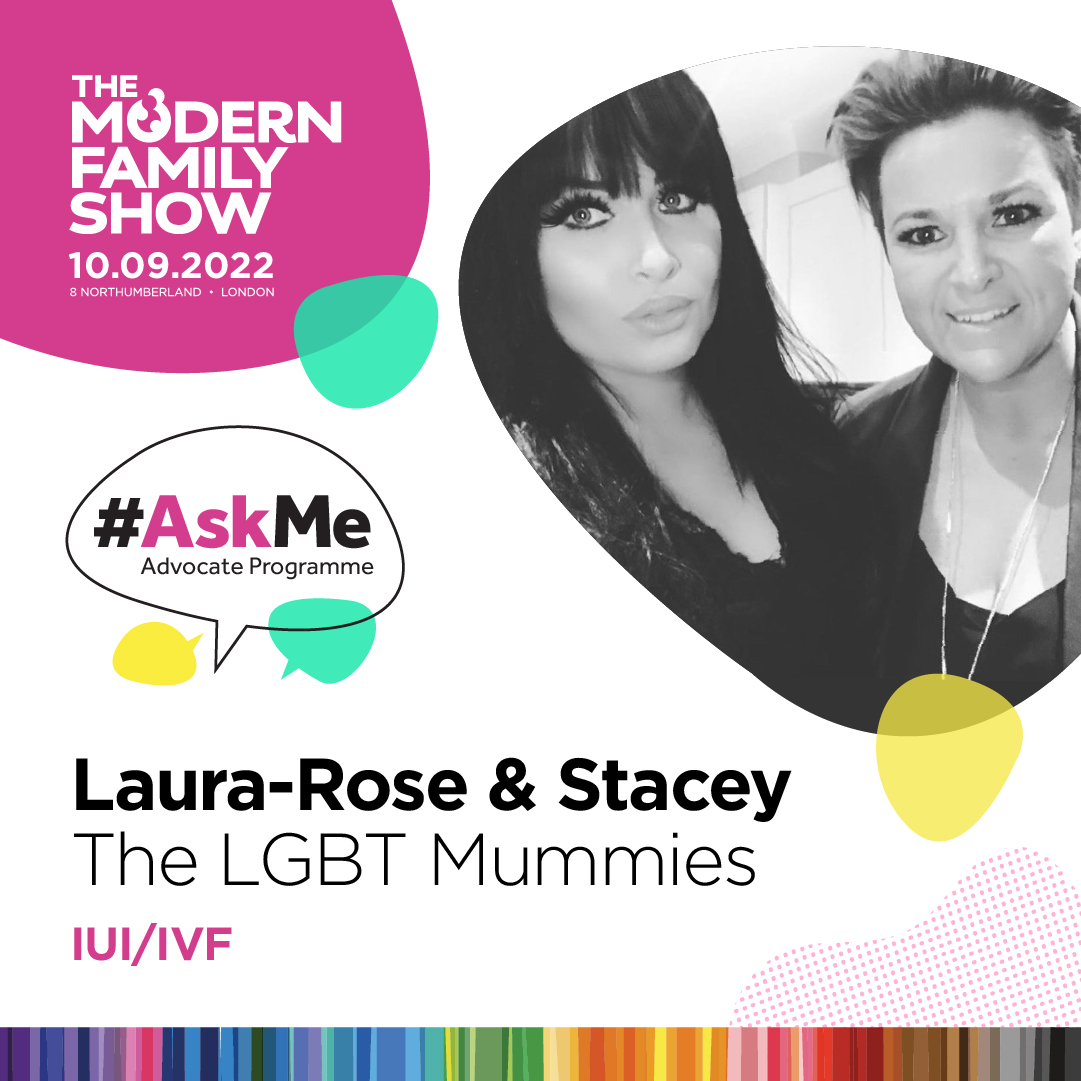 THE
MODERN
FAMILY
SHOW
10.09.2022
8 NORTHUMBERLAND • LONDON
#AskMe
Advocate Programme
Laura-Rose & Stacey
The LGBT Mummies
IUI/IVF